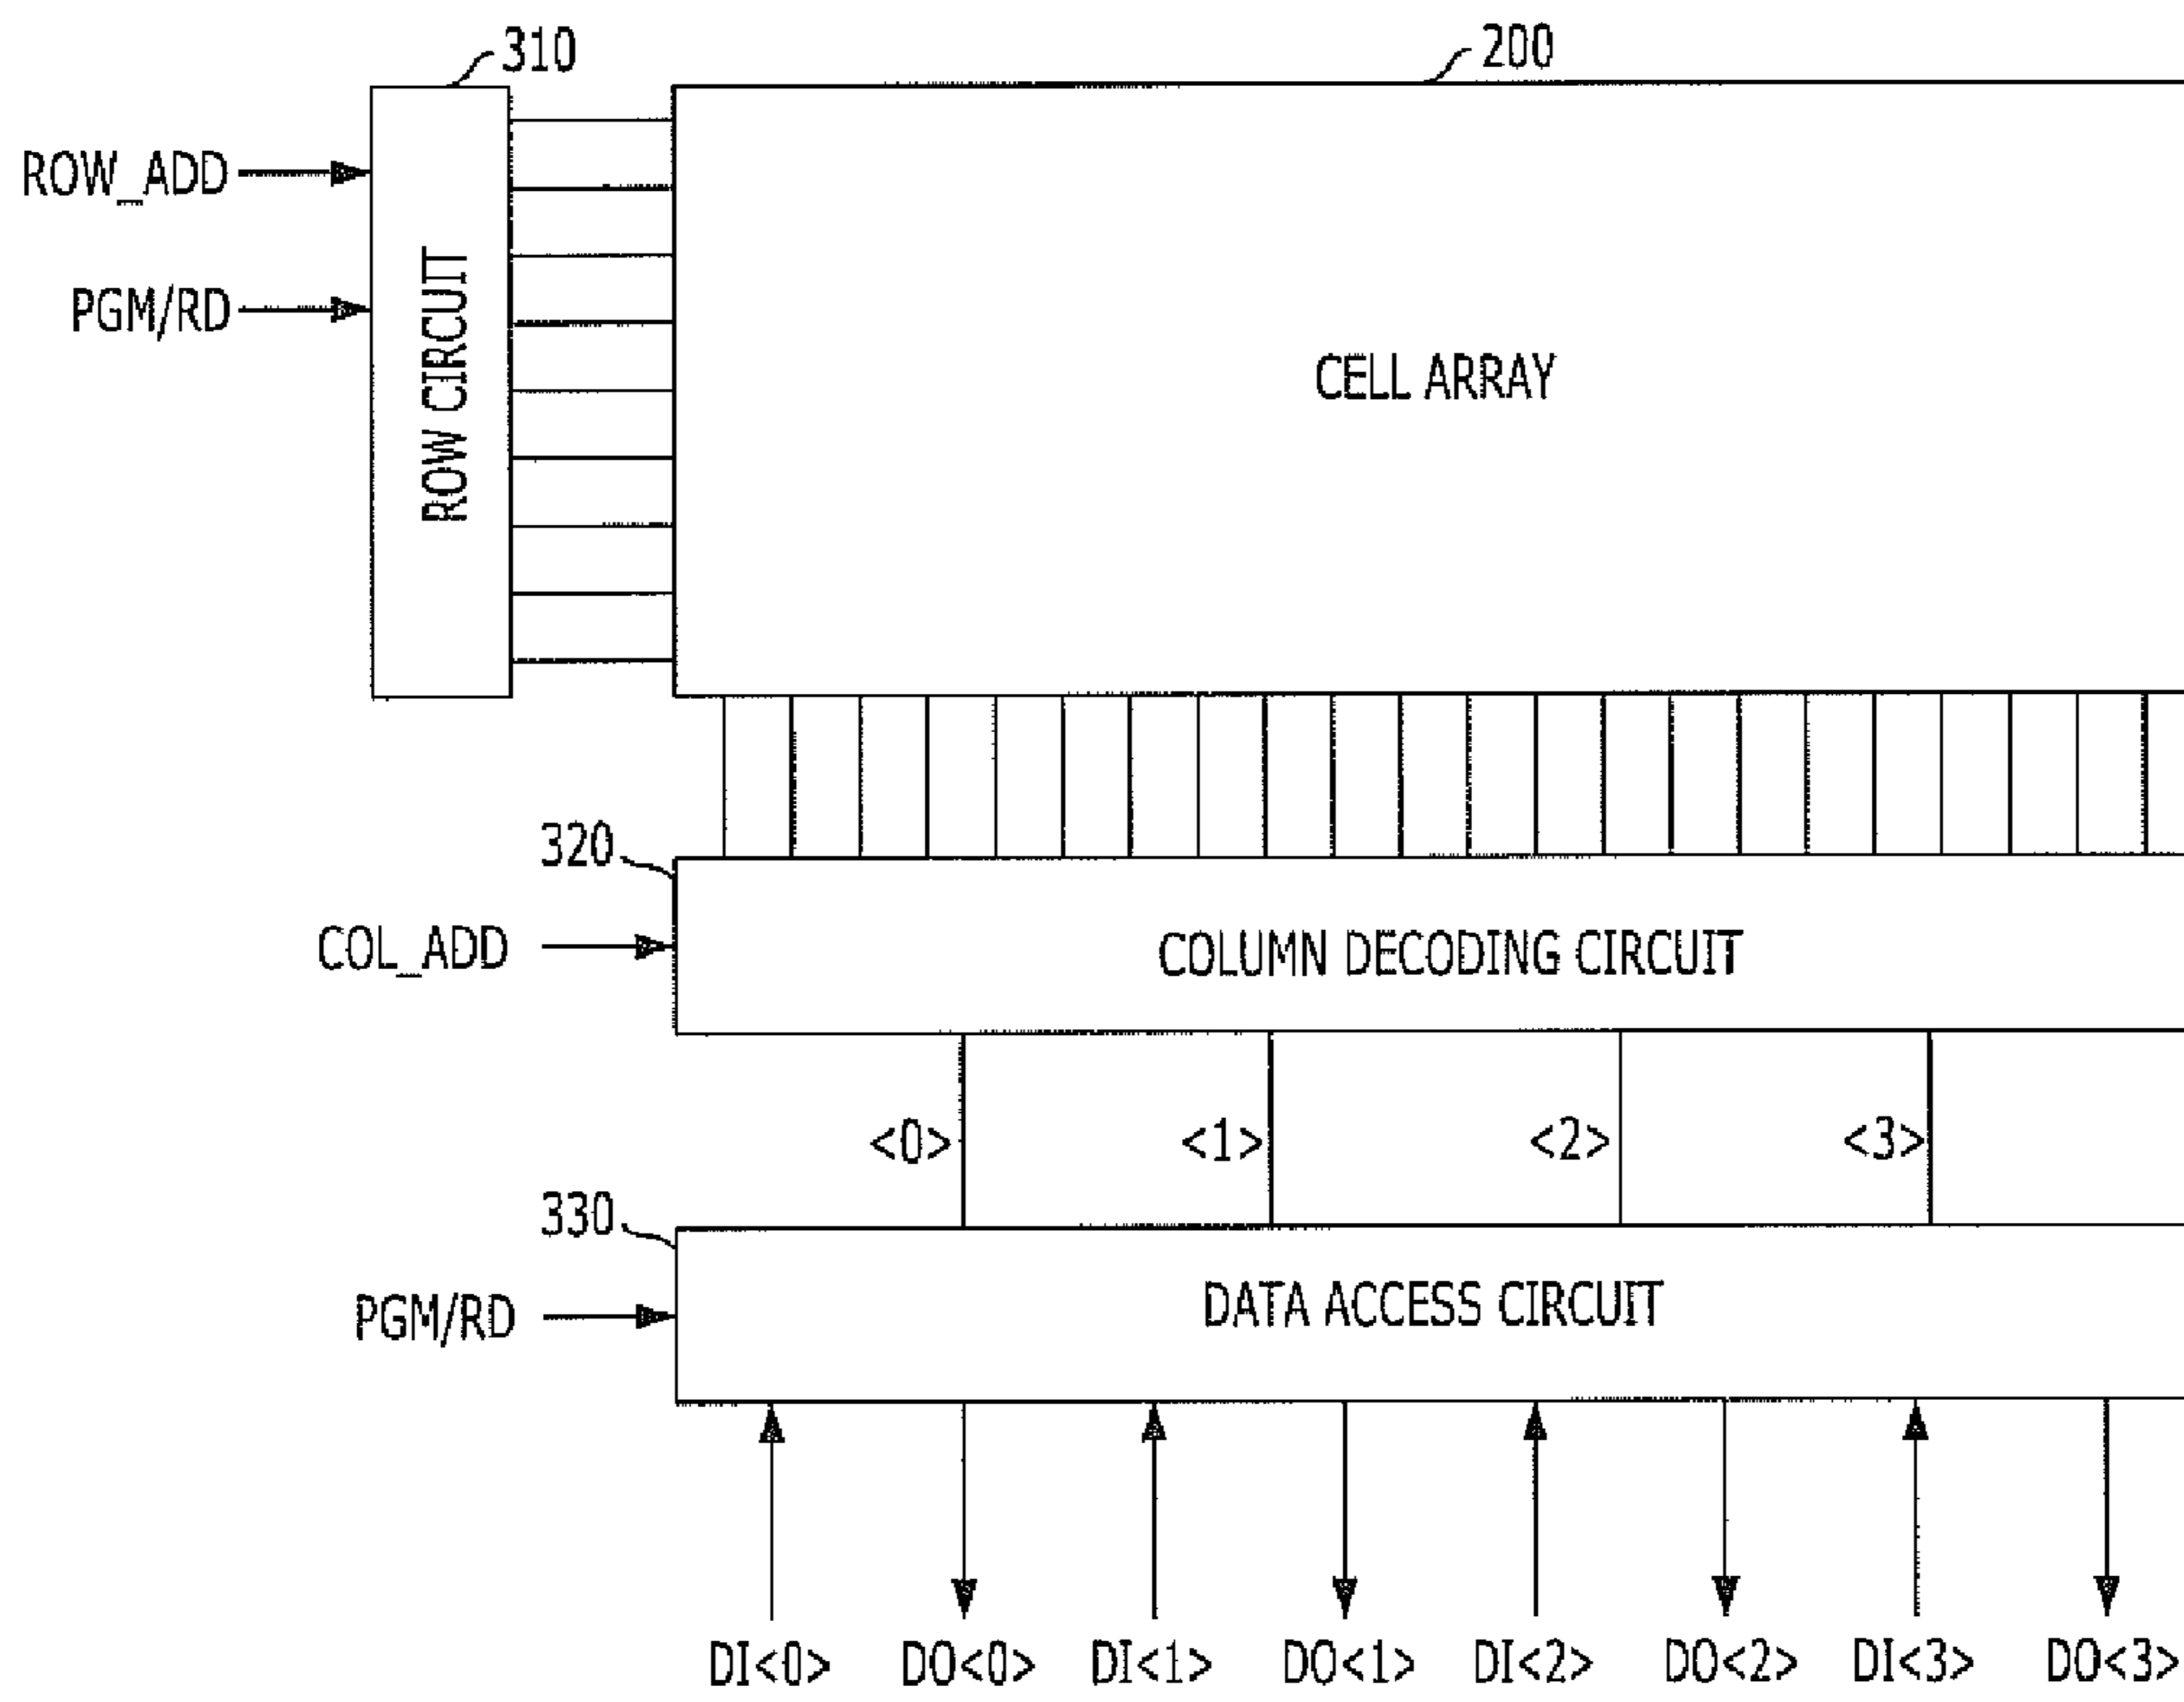 310
200
ROW_ADD
PGM/RD
ROW CIRCUIT
CELL ARRAY
320
COL_ADD
COLUMN DECODING CIRCUIT
<0>
<1>
<2>
<3>
330
PGM/RD
DATA ACCESS CIRCUIT
DI<0>
DO<0>
DI<1>
DO<1>
DI<2>
DO<2>
DI<3>
DO<3>